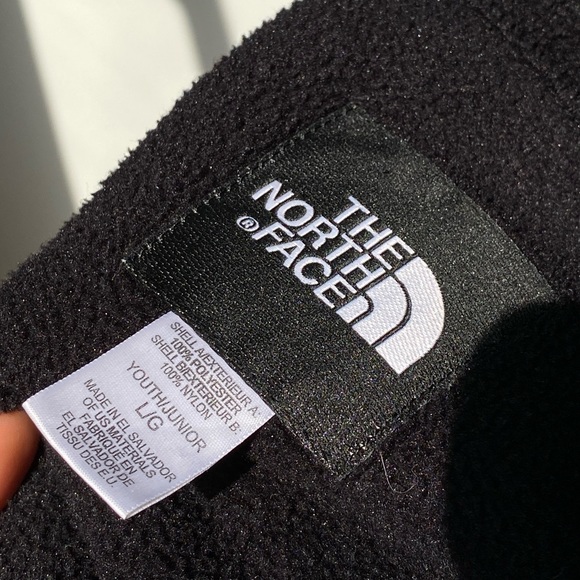 THE
NORTH
FACE
®
SHELL A/EXTERIEUR A:
100% POLYESTER
SHELL B/EXTERIEUR B:
100% NYLON
YOUTH/JUNIOR
L/G
MADE IN EL SALVADOR
OF US MATERIALS
FABRIQUE EN
EL SALVADOR DE
TISSU DES E.U.